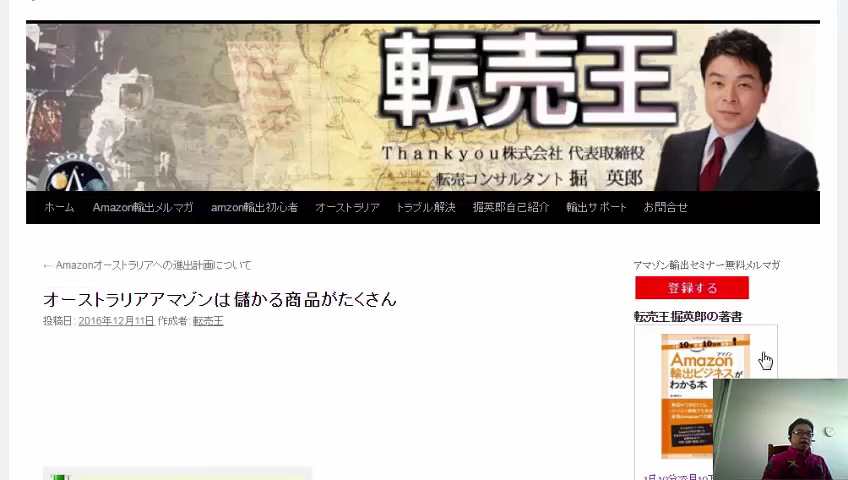 転売王
Thankyou株式会社 代表取締役
転売コンサルタント 掘 英郎
APOLLO
ホーム Amazon輸出メルマガ amzon輸出初心者 オーストラリア トラブル解決 掘英郎自己紹介 輸出サポート お問合せ
← Amazonオーストラリアへの進出計画について
アマゾン輸出セミナー無料メルマガ
登録する
オーストラリアアマゾンは儲かる商品がたくさん
投稿日: 2016年12月11日 作成者: 転売王
転売王掘英郎の著書
アマゾン
Amazon
輸出ビジネスが
わかる本